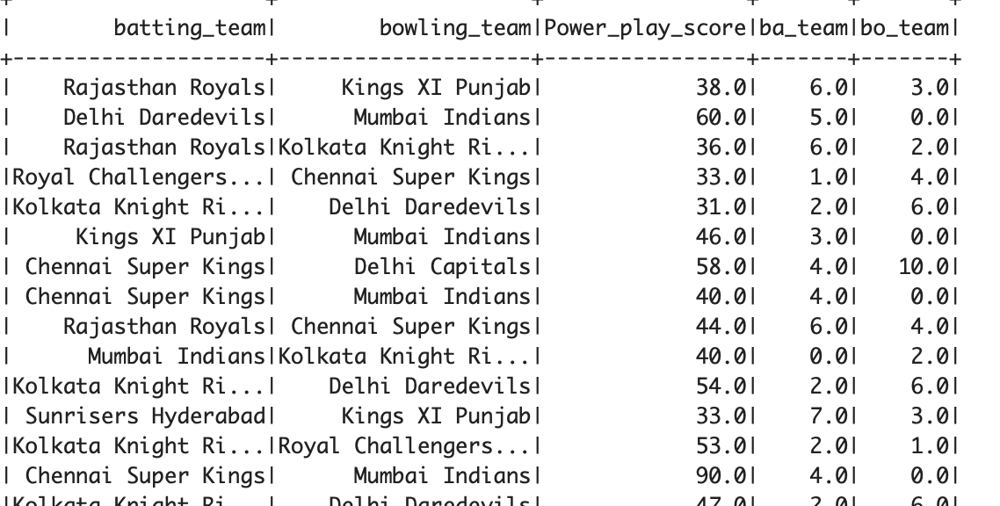 | batting_team| bowling_team|Power_play_score|ba_team|bo_team|
+--------------------+--------------------+----------------+-------+-------+
| Rajasthan Royals| Kings XI Punjab| 38.0| 6.0| 3.0|
| Delhi Daredevils| Mumbai Indians| 60.0| 5.0| 0.0|
| Rajasthan Royals|Kolkata Knight Ri...| 36.0| 6.0| 2.0|
|Royal Challengers...| Chennai Super Kings| 33.0| 1.0| 4.0|
|Kolkata Knight Ri...| Delhi Daredevils| 31.0| 2.0| 6.0|
| Kings XI Punjab| Mumbai Indians| 46.0| 3.0| 0.0|
| Chennai Super Kings| Delhi Capitals| 58.0| 4.0| 10.0|
| Chennai Super Kings| Mumbai Indians| 40.0| 4.0| 0.0|
| Rajasthan Royals| Chennai Super Kings| 44.0| 6.0| 4.0|
| Mumbai Indians|Kolkata Knight Ri...| 40.0| 0.0| 2.0|
|Kolkata Knight Ri...| Delhi Daredevils| 54.0| 2.0| 6.0|
| Sunrisers Hyderabad| Kings XI Punjab| 33.0| 7.0| 3.0|
|Kolkata Knight Ri...|Royal Challengers...| 53.0| 2.0| 1.0|
| Chennai Super Kings| Mumbai Indians| 90.0| 4.0| 0.0|
|Kolkata Knight Ri...| Delhi Daredevils| 47.0| 2.0| 6.0|